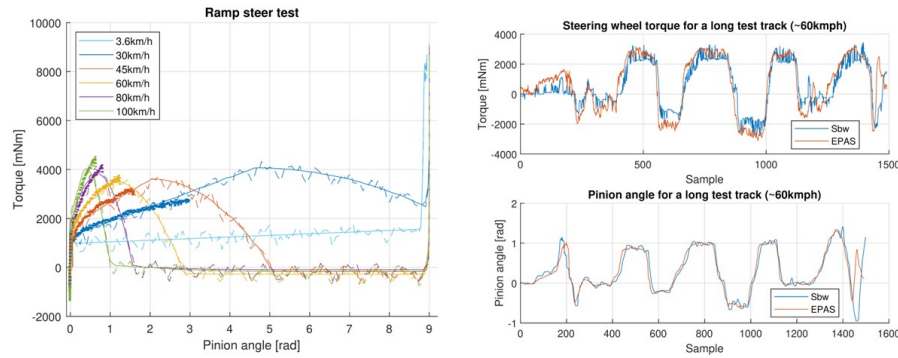 Ramp steer test
10000
8000
6000
4000
2000
0
-2000
Torque [mNm]
3.6km/h
30km/h
45km/h
60km/h
80km/h
100km/h
0 1 2 3 4 5 6 7 8 9
Pinion angle [rad]
Steering wheel torque for a long test track (~60kmph)
4000
2000
0
-2000
-4000
Torque [mNm]
Sbw
EPAS
0 500 1000 1500
Sample
Pinion angle for a long test track (~60kmph)
2
1
0
-1
Pinion angle [rad]
Sbw
EPAS
0 200 400 600 800 1000 1200 1400 1600
Sample